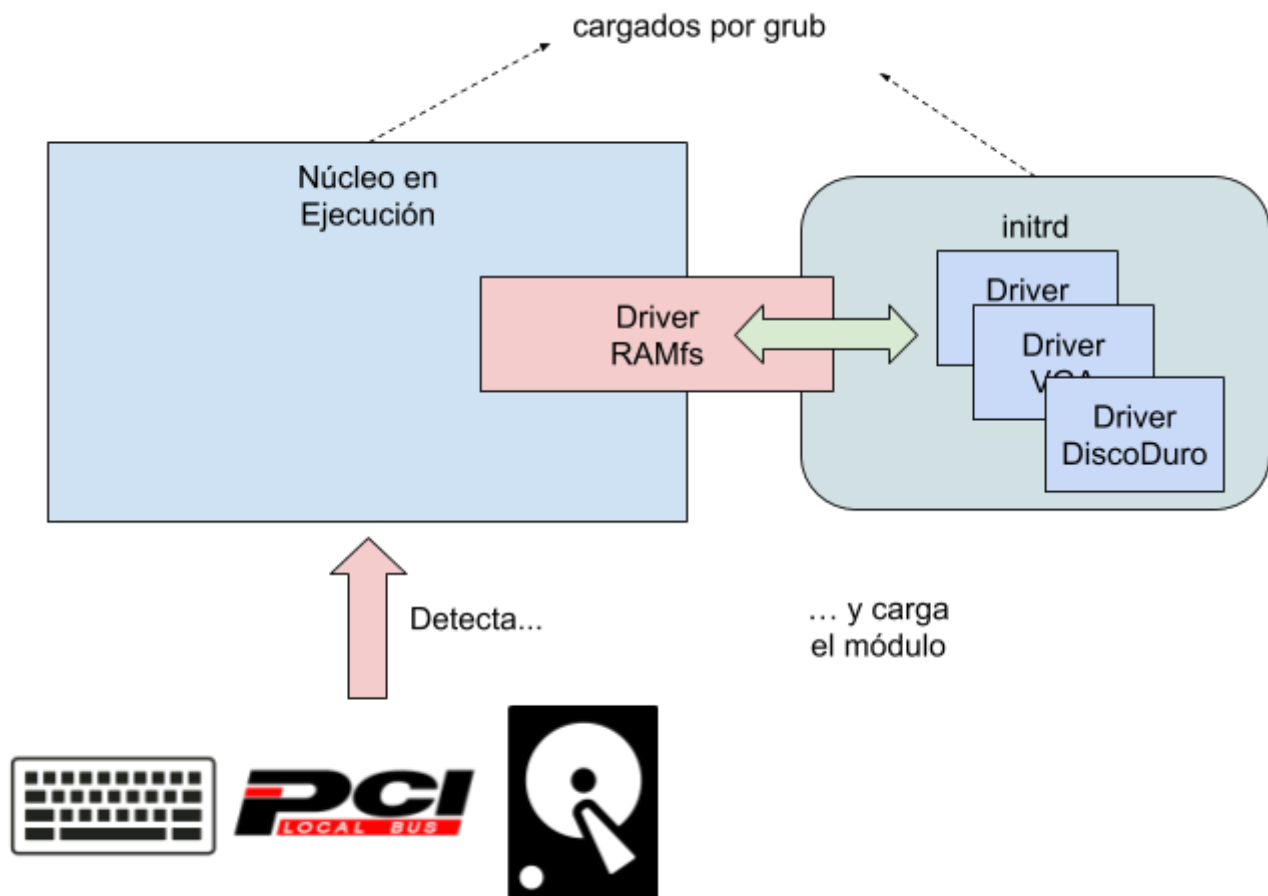 cargados por grub
Núcleo en
Ejecución
initrd
Driver
Driver
RAMfs
Driver
Driver
DiscoDuro
Detecta...
… y carga
el módulo
PCI
LOCAL BUS